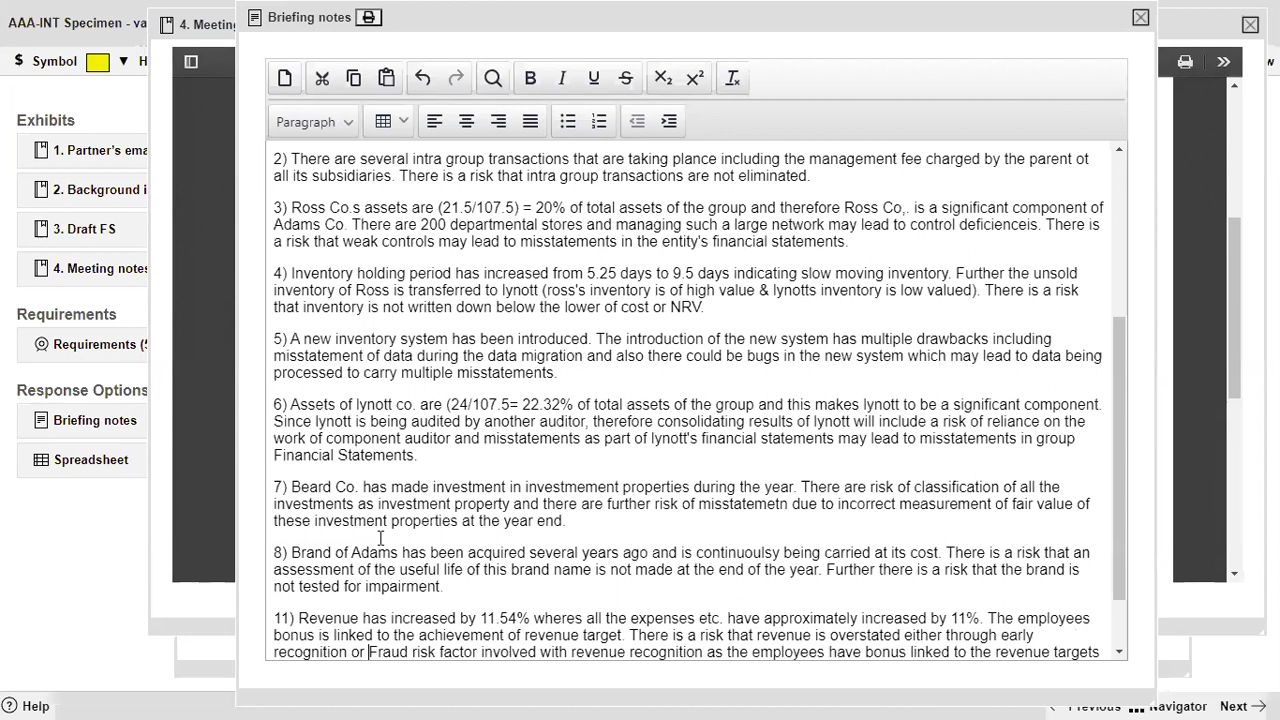 AAA-INT Specimen - va
4. Meetin
Briefing notes
$ Symbol
H
Paragraph
Exhibits
1. Partner's ema
2. Background i
3. Draft FS
4. Meeting notes
Requirements
Requirements (5
Response Option
Briefing notes
Spreadsheet
2) There are several intra group transactions that are taking plance including the management fee charged by the parent ot
all its subsidiaries. There is a risk that intra group transactions are not eliminated.
3) Ross Co s assets are (21.5/107.5) = 20% of total assets of the group and therefore Ross Co,. is a significant component of
Adams Co. There are 200 departmental stores and managing such a large network may lead to control deficienceis. There is
a risk that weak controls may lead to misstatements in the entity's financial statements.
4) Inventory holding period has increased from 5.25 days to 9.5 days indicating slow moving inventory. Further the unsold
inventory of Ross is transferred to lynott (ross's inventory is of high value & lynotts inventory is low valued). There is a risk
that inventory is not written down below the lower of cost or NRV.
5) A new inventory system has been introduced. The introduction of the new system has multiple drawbacks including
misstatement of data during the data migration and also there could be bugs in the new system which may lead to data being
processed to carry multiple misstatements.
6) Assets of lynott co. are (24/107.5= 22.32% of total assets of the group and this makes lynott to be a significant component.
Since lynott is being audited by another auditor, therefore consolidating results of lynott will include a risk of reliance on the
work of component auditor and misstatements as part of lynott's financial statements may lead to misstatements in group
Financial Statements.
7) Beard Co. has made investment in investmement properties during the year. There are risk of classification of all the
investments as investment property and there are further risk of misstatemetn due to incorrect measurement of fair value of
these investment properties at the year end.
8) Brand of Adams has been acquired several years ago and is continuoulsy being carried at its cost. There is a risk that an
assessment of the useful life of this brand name is not made at the end of the year. Further there is a risk that the brand is
not tested for impairment.
11) Revenue has increased by 11.54% wheres all the expenses etc. have approximately increased by 11%. The employees
bonus is linked to the achievement of revenue target. There is a risk that revenue is overstated either through early
recognition or Fraud risk factor involved with revenue recognition as the employees have bonus linked to the revenue targets
Help
Previous
Navigator
Next